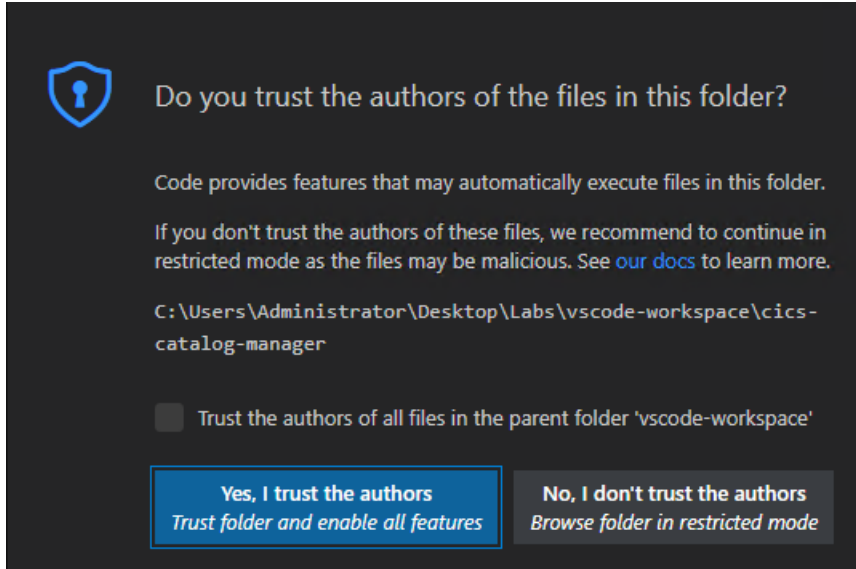 Do you trust the authors of the files in this folder?
Code provides features that may automatically execute files in this folder.
If you don't trust the authors of these files, we recommend to continue in
restricted mode as the files may be malicious. See our docs to learn more.
C:\Users\Administrator\Desktop\Labs\vscode-workspace\cics-
catalog-manager
Trust the authors of all files in the parent folder 'vscode-workspace'
Yes, I trust the authors
Trust folder and enable all features
No, I don't trust the authors
Browse folder in restricted mode